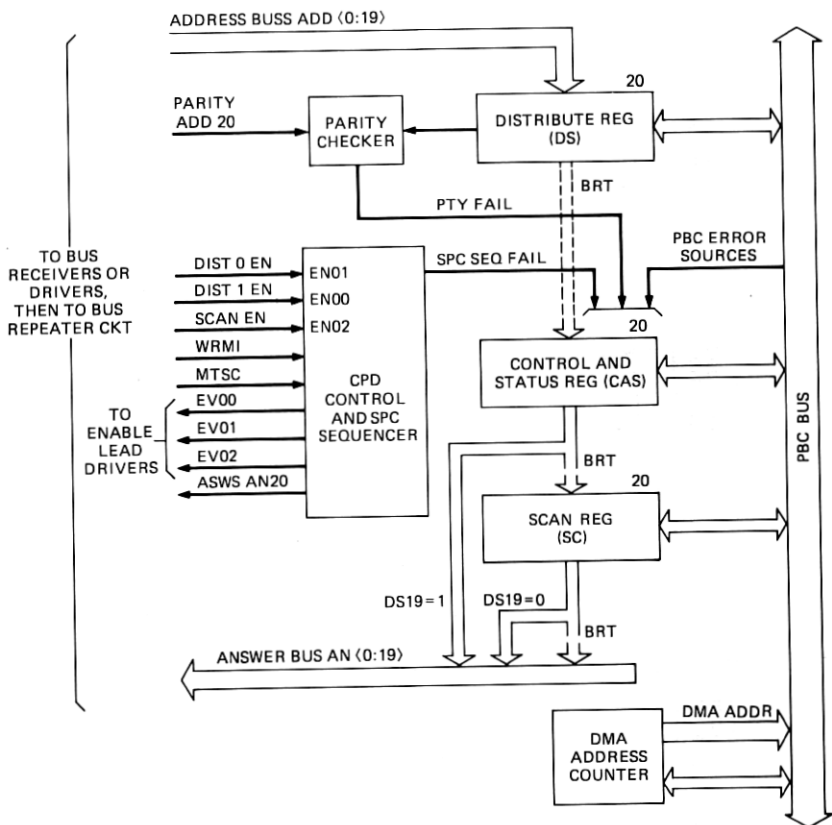 ADDRESS BUSS ADD ⟨0:19⟩
20
PARITY
ADD 20
PARITY
CHECKER
DISTRIBUTE REG
(DS)
BRT
PTY FAIL
TO BUS
RECEIVERS OR
DRIVERS,
THEN TO BUS
REPEATER CKT
DIST 0 EN
DIST 1 EN
SCAN EN
WRMI
MTSC
EV00
EV01
EV02
ASWS AN20
TO
ENABLE
LEAD
DRIVERS
EN01
EN00
EN02
CPD
CONTROL
AND SPC
SEQUENCER
SPC SEQ FAIL
PBC ERROR
SOURCES
20
CONTROL AND
STATUS REG (CAS)
BRT
20
SCAN REG
(SC)
DS19=1
DS19=0
BRT
ANSWER BUS AN ⟨0:19⟩
DMA
ADDRESS
COUNTER
DMA ADDR
PBC BUS